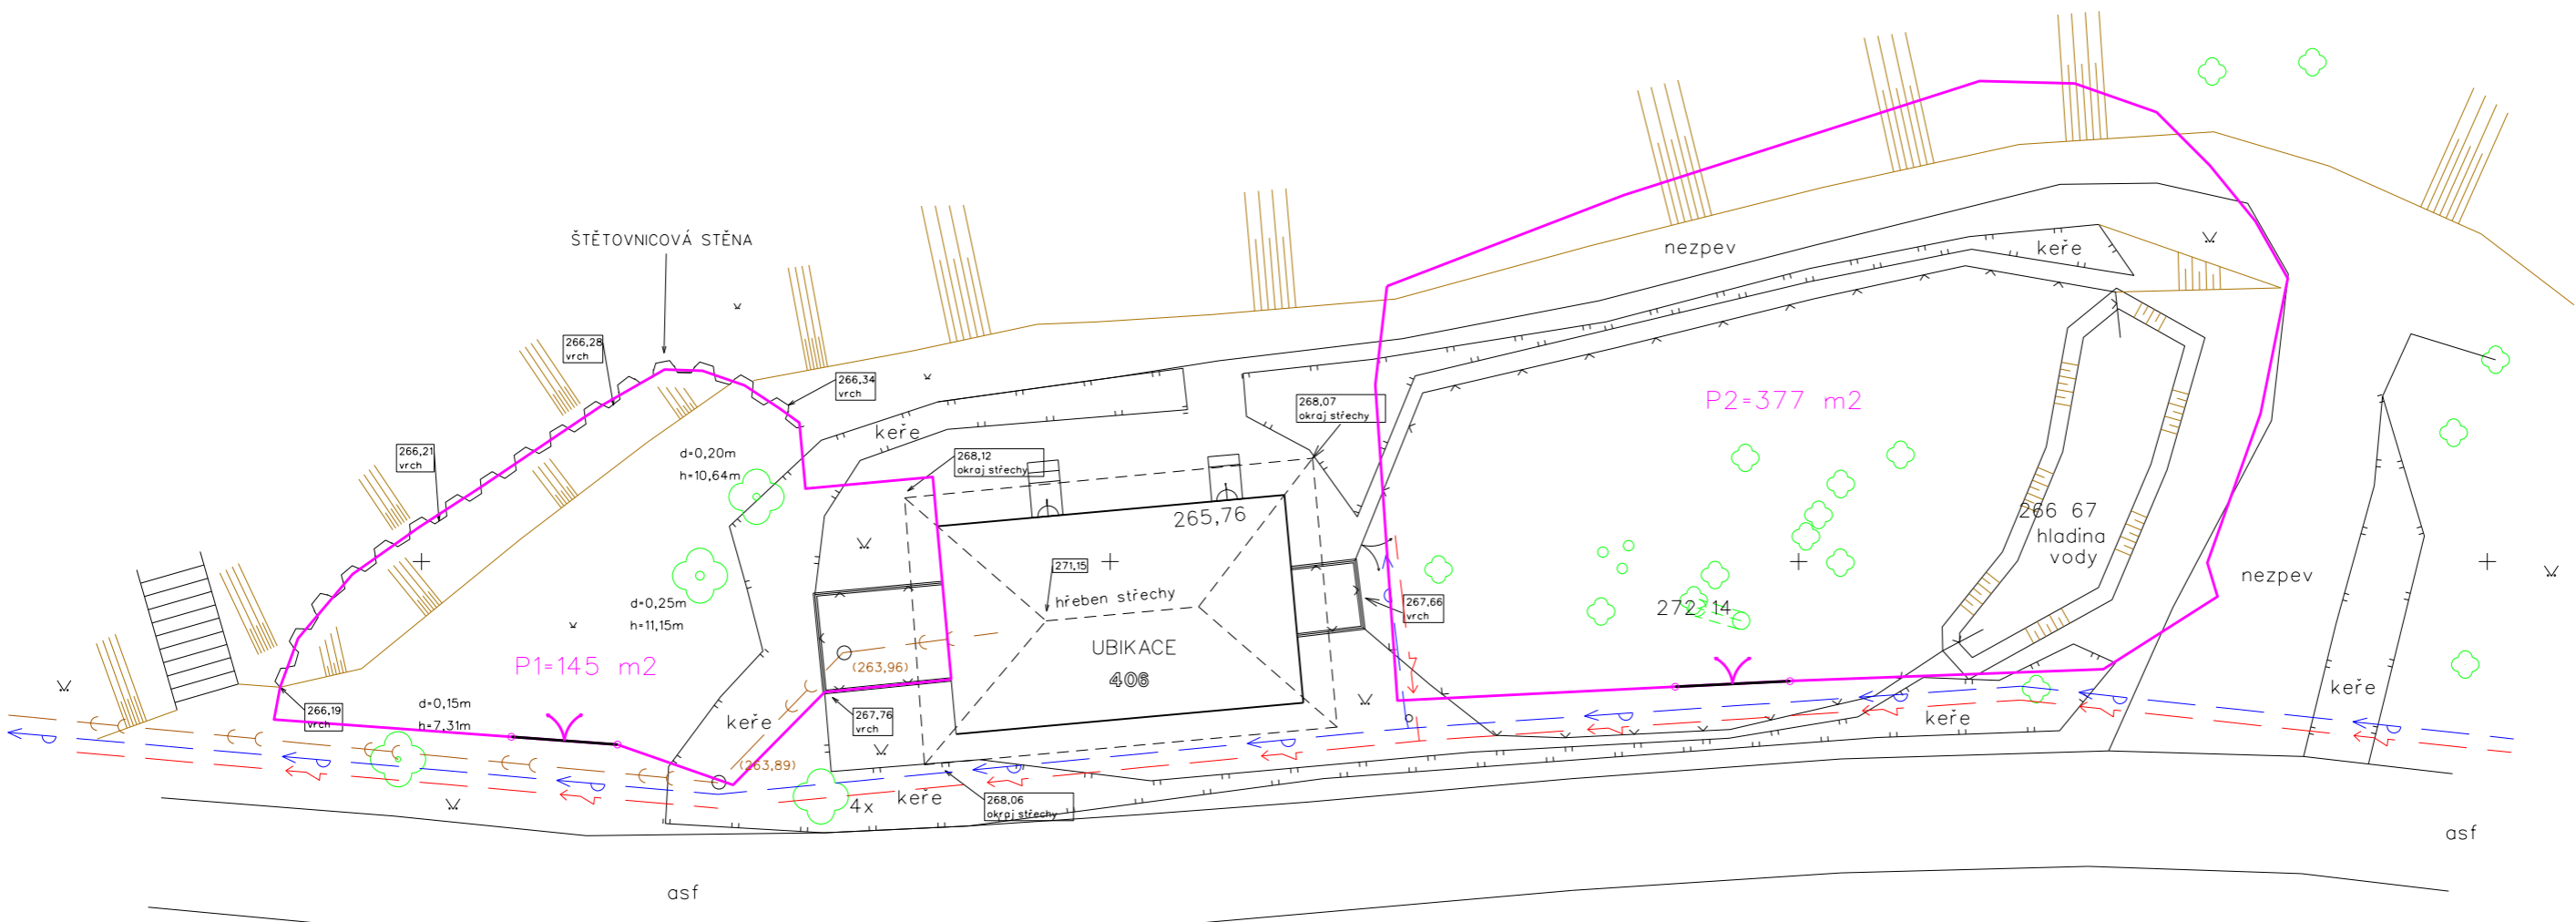 ŠTĚTOVNICOVÁ STĚNA
nezpev
keře
266,28
vrch
266,34
vrch
268,07
okraj střechy
P2=377 m2
keře
266,21
vrch
d=0,20m
h=10,64m
268,12
okraj střechy
265,76
266 67
hladina
vody
271,15
nezpev
hřeben střechy
d=0,25m
h=11,15m
267,66
vrch
272,14
UBIKACE
406
P1=145 m2
(263,96)
keře
d=0,15m
h=7,31m
266,19
vrch
267,76
vrch
keře
keře
(263,89)
4x
keře
268,06
okraj střechy
asf
asf